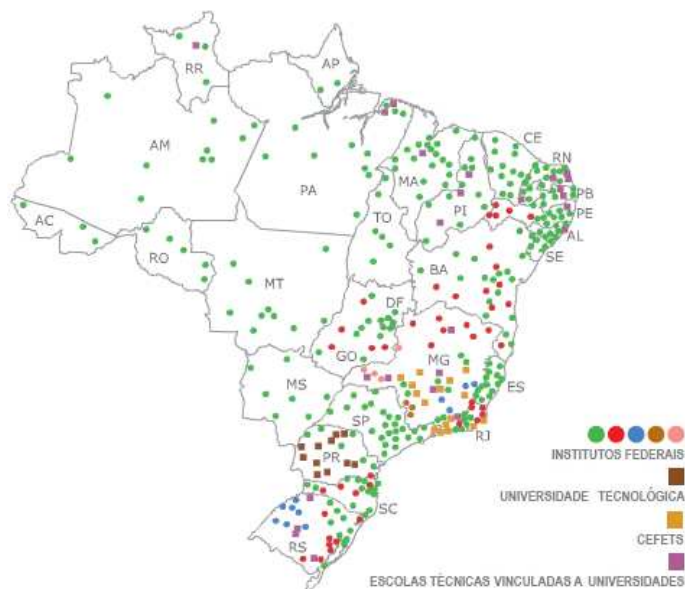 RR
AP
AM
PA
CE
RN
MA
PB
PI
PE
AC
TO
AL
RO
SE
BA
MT
DF
GO
MG
MS
ES
SP
RJ
PR
SC
RS
INSTITUTOS FEDERAIS
UNIVERSIDADE TECNOLÓGICA
CEFETS
ESCOLAS TÉCNICAS VINCULADAS A UNIVERSIDADES